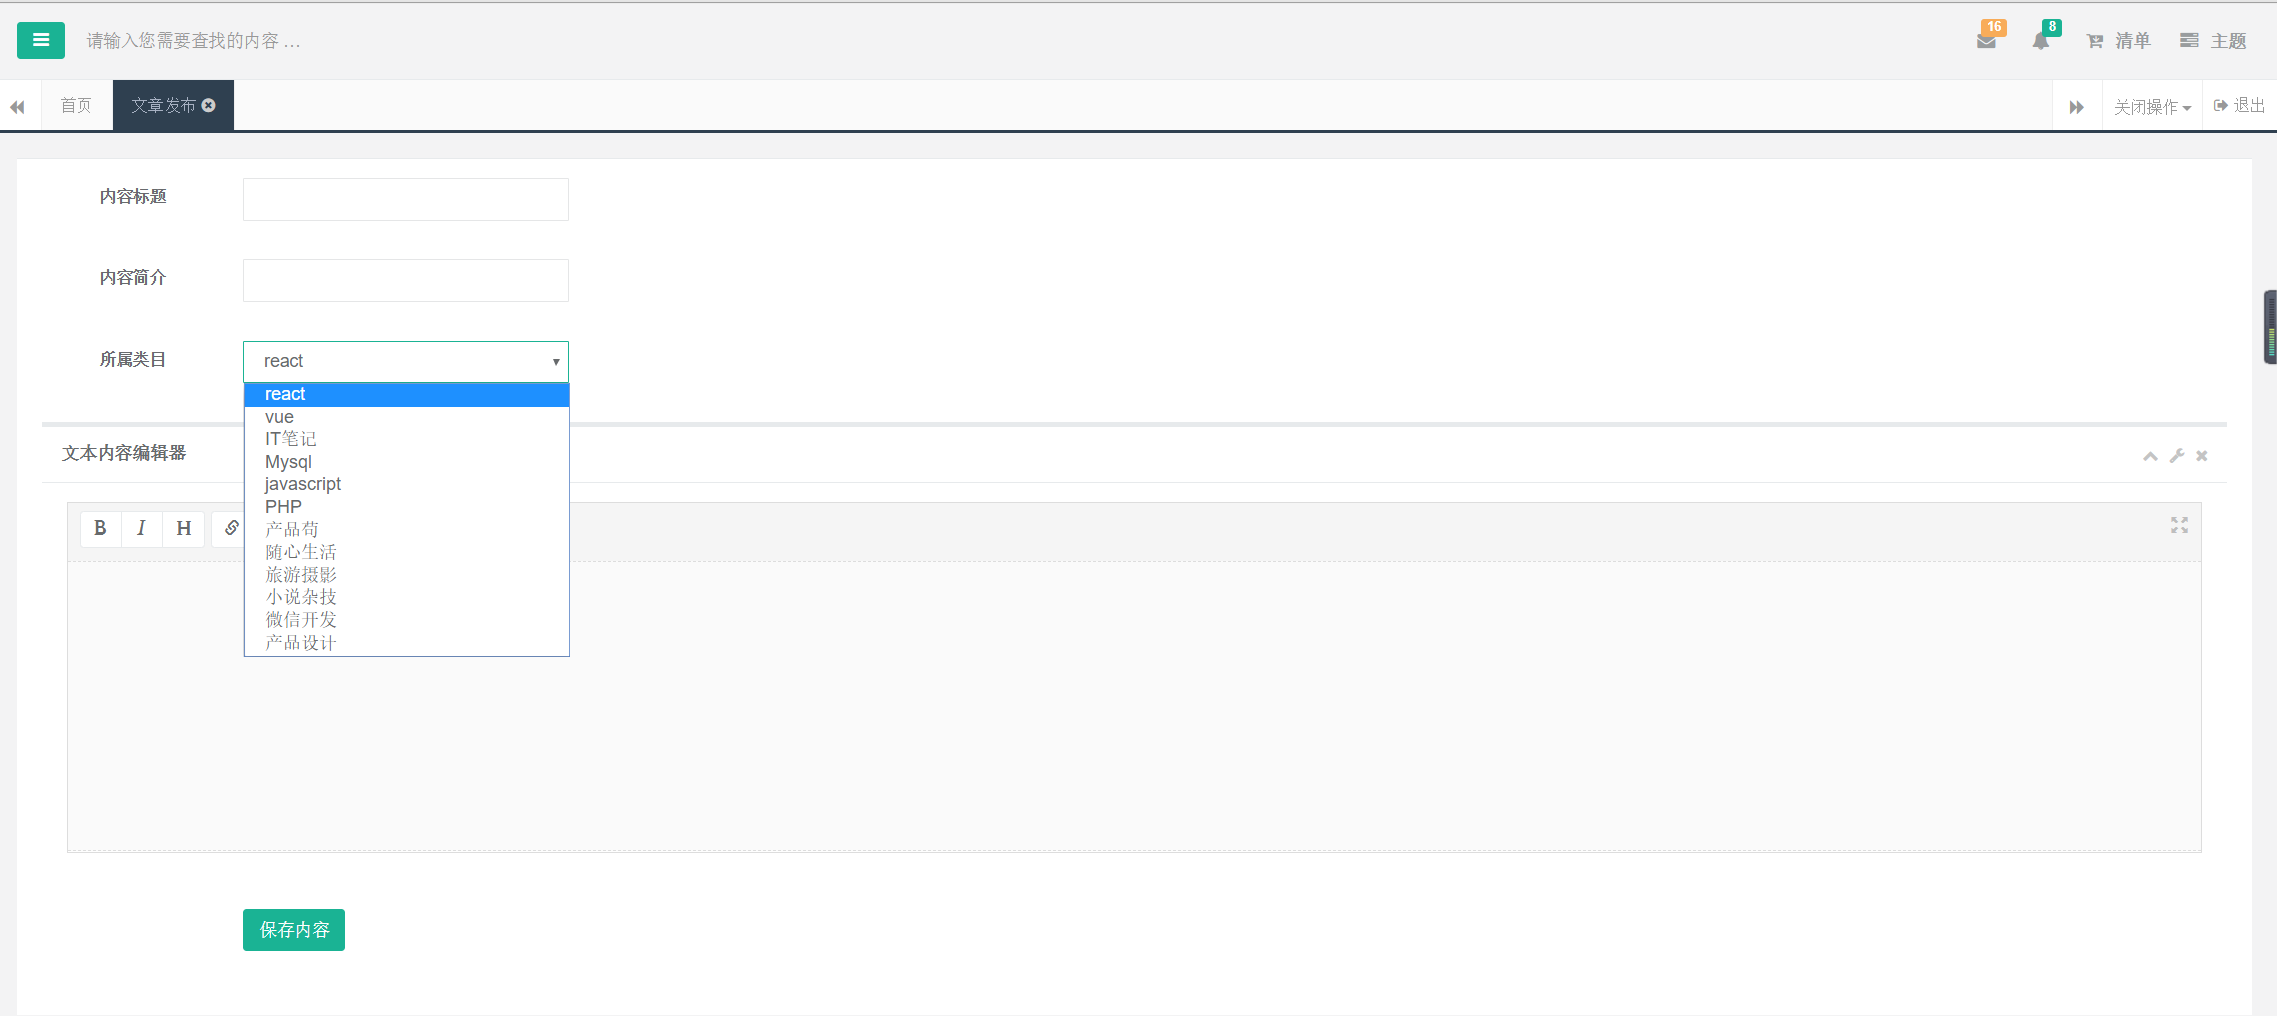 请输入您需要查找的内容 …
16
8
清单
主题
首页
文章发布
关闭操作
退出
内容标题
内容简介
所属类目
react
react
vue
IT笔记
Mysql
javascript
PHP
产品苟
随心生活
旅游摄影
小说杂技
微信开发
产品设计
文本内容编辑器
B I H
保存内容